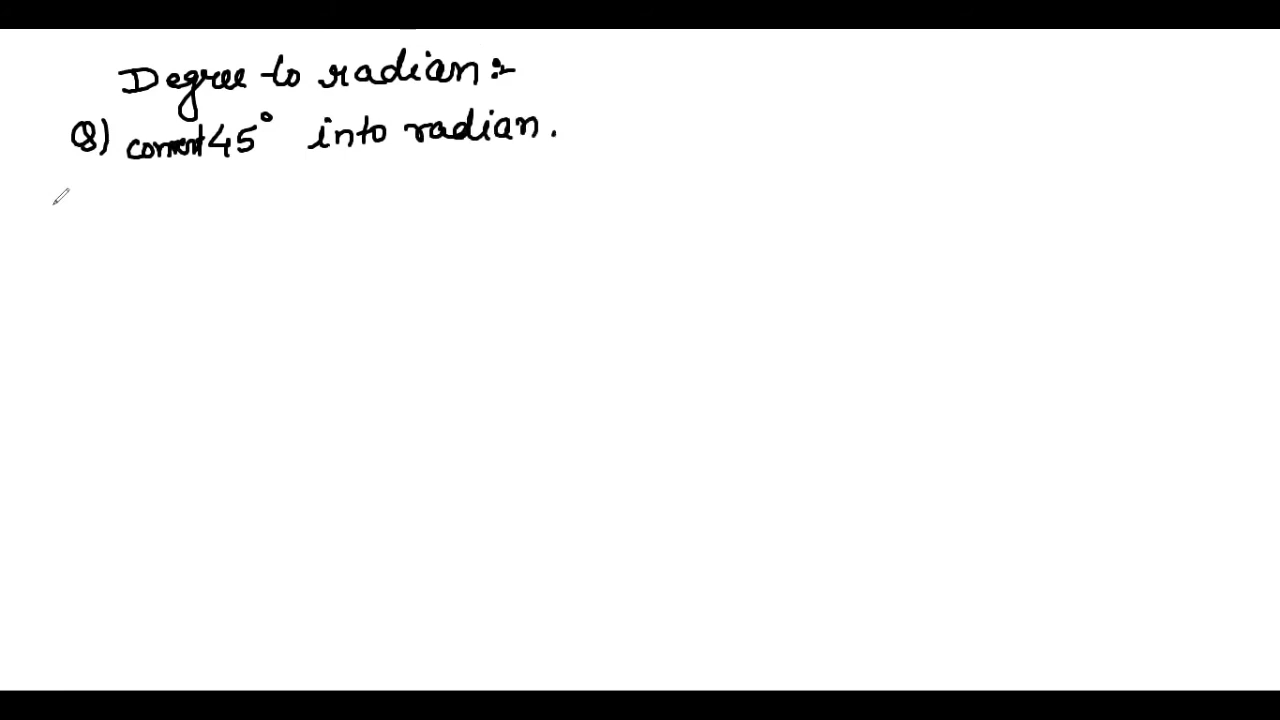 Degree to radian :-
Q) convert 45° into radian.